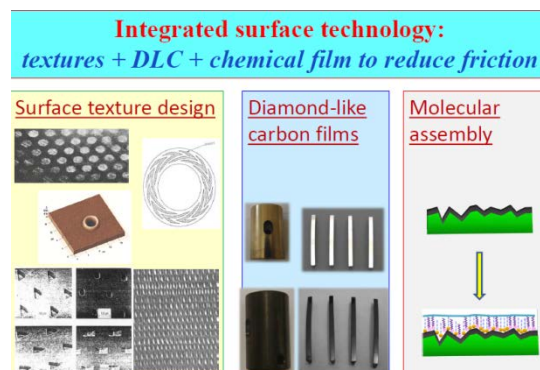 Integrated surface technology:
textures + DLC + chemical film to reduce friction
Surface texture design
Diamond-like
carbon films
Molecular
assembly